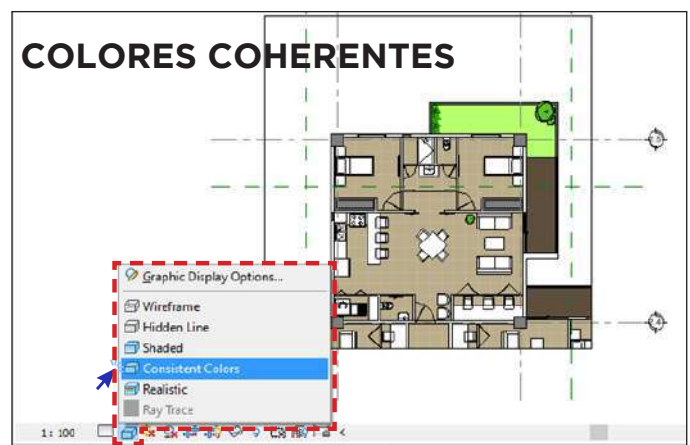 COLORES COHERENTES
Graphic Display Options...
Wireframe
Hidden Line
Shaded
Consistent Colors
Realistic
Ray Trace
1: 100